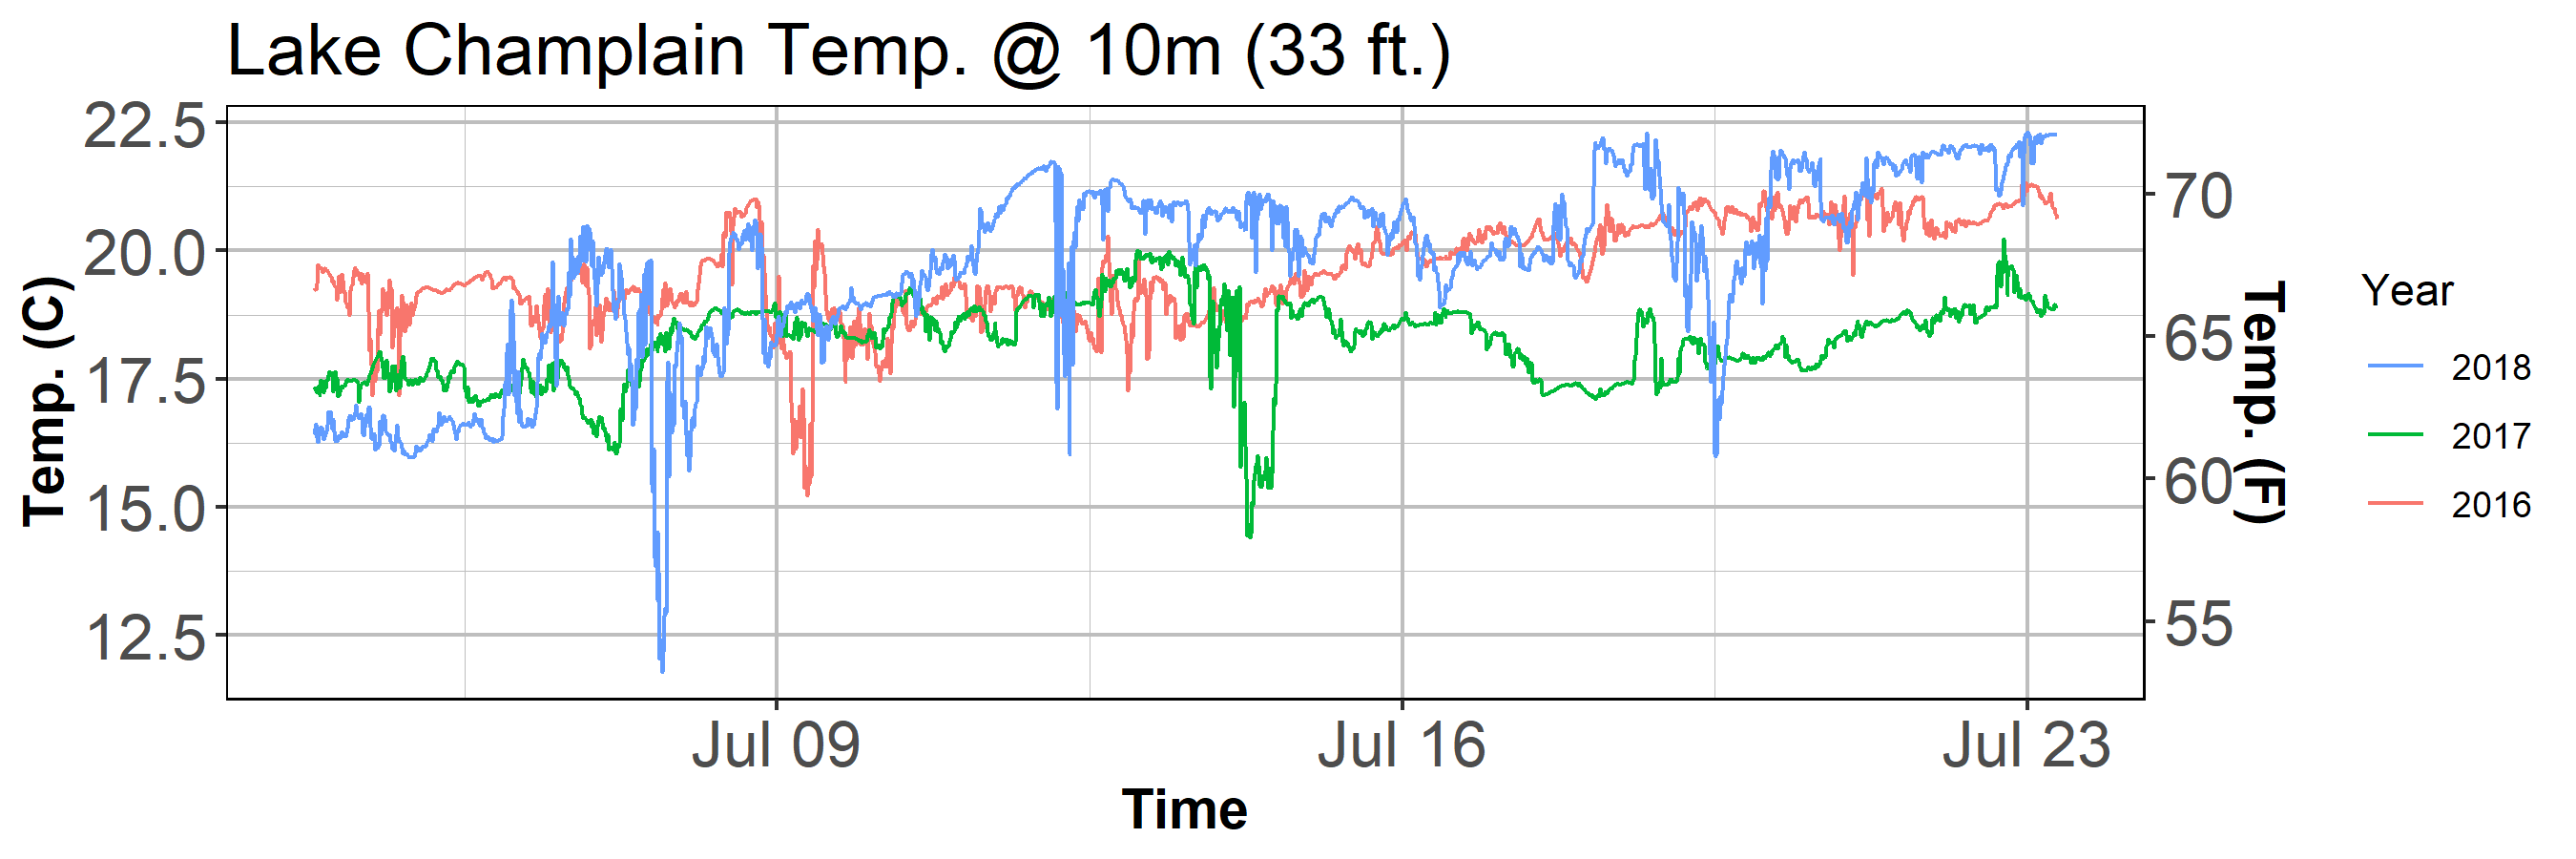 Lake Champlain Temp. @ 10m (33 ft.)
22.5
20.0
17.5
15.0
12.5
Temp. (C)
70
65
60
55
Temp. (F)
Jul 09
Jul 16
Jul 23
Time
Year
2018
2017
2016